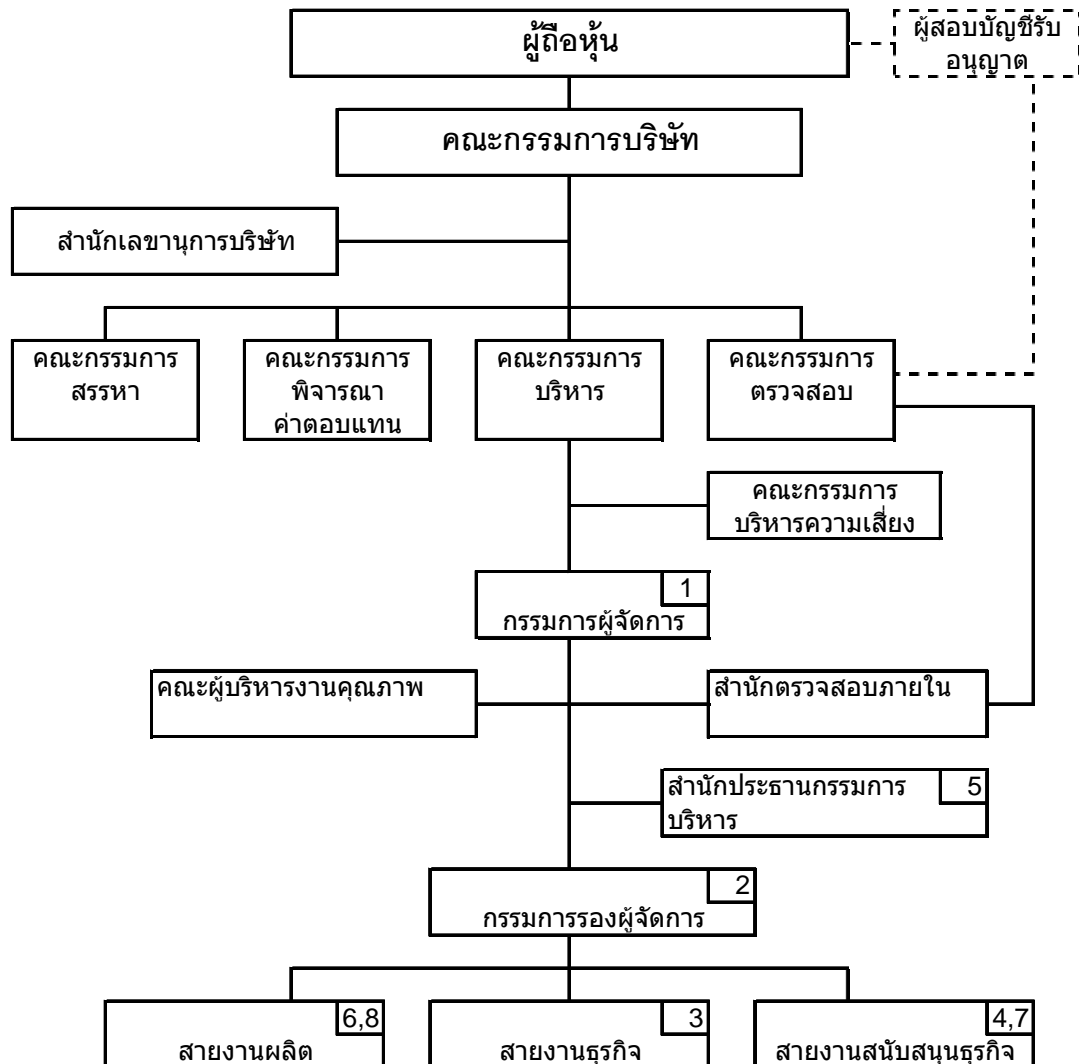 ผู้ถือหุ้น
ผู้สอบบัญชีรับ
อนุญาต
คณะกรรมการบริษัท
สำนักเลขานุการบริษัท
คณะกรรมการ
สรรหา
คณะกรรมการ
พิจารณา
ค่าตอบแทน
คณะกรรมการ
บริหาร
คณะกรรมการ
ตรวจสอบ
คณะกรรมการ
บริหารความเสี่ยง
1
กรรมการผู้จัดการ
คณะผู้บริหารงานคุณภาพ
สำนักตรวจสอบภายใน
สำนักประธานกรรมการ
บริหาร
5
2
กรรมการรองผู้จัดการ
6,8
สายงานผลิต
3
สายงานธุรกิจ
4,7
สายงานสนับสนุนธุรกิจ